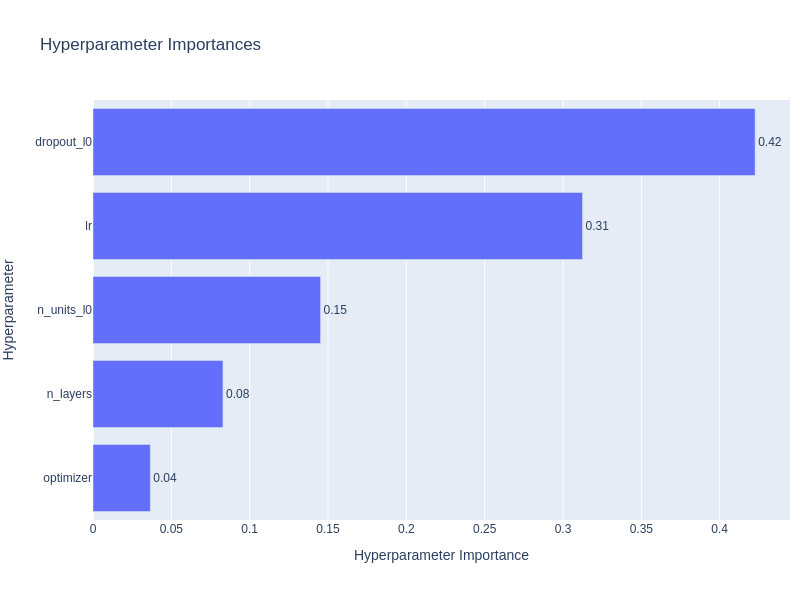 Hyperparameter Importances
Hyperparameter
dropout_l0 0.42
lr 0.31
n_units_l0 0.15
n_layers 0.08
optimizer 0.04
0 0.05 0.1 0.15 0.2 0.25 0.3 0.35 0.4
Hyperparameter Importance